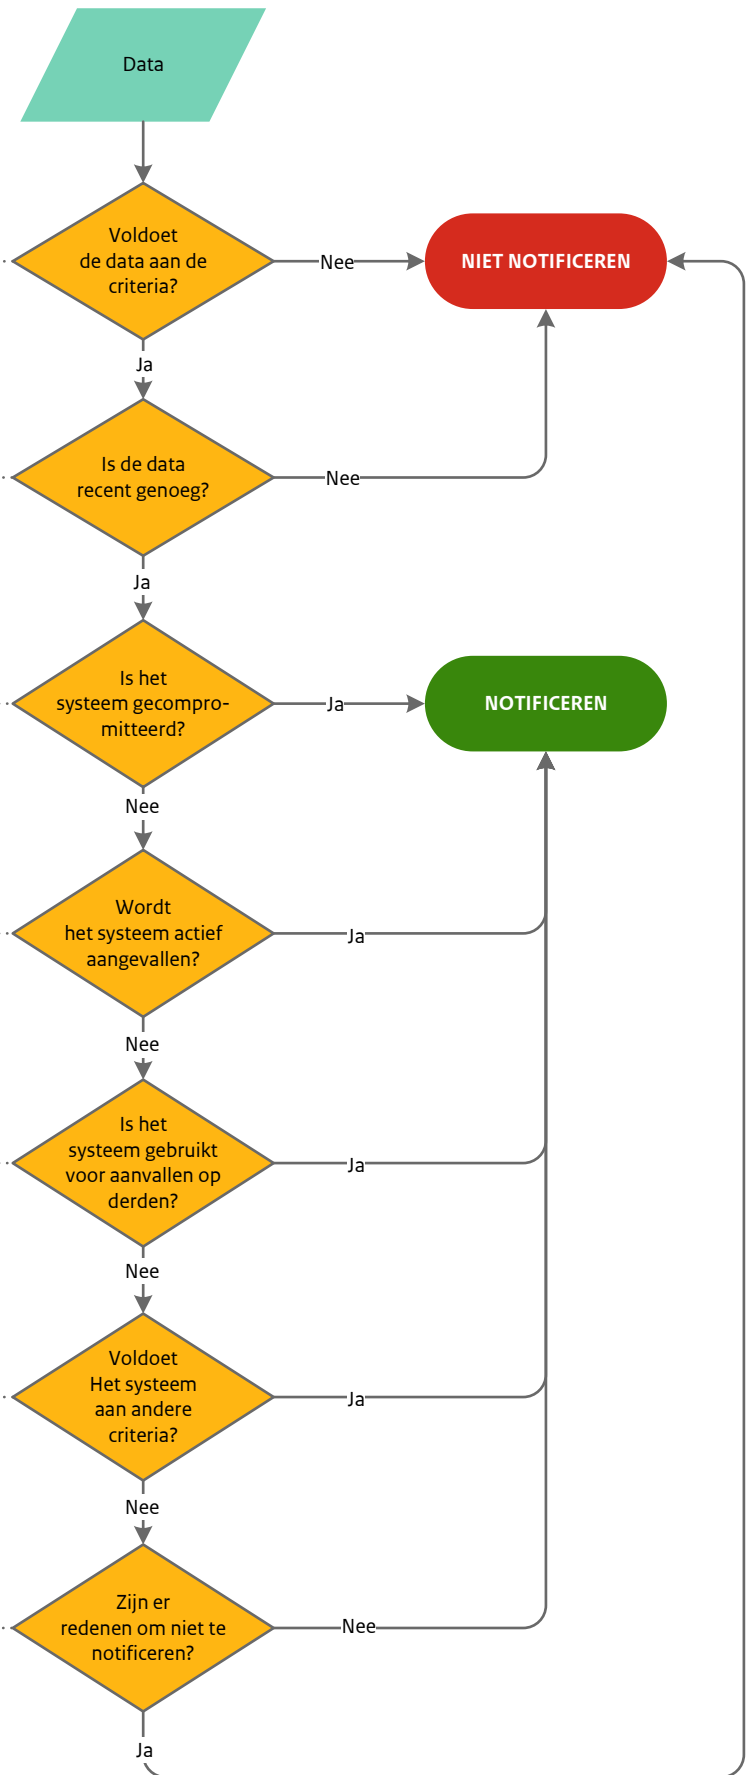 Data
Voldoet
de data aan de
criteria?
Nee
NIET NOTIFICEREN
Ja
Is de data
recent genoeg?
Nee
Ja
Is het
systeem gecompro-
mitteerd?
Ja
NOTIFICEREN
Nee
Wordt
het systeem actief
aangevallen?
Ja
Nee
Is het
systeem gebruikt
voor aanvallen op
derden?
Ja
Nee
Voldoet
Het systeem
aan andere
criteria?
Ja
Nee
Zijn er
redenen om niet te
notificeren?
Nee
Ja